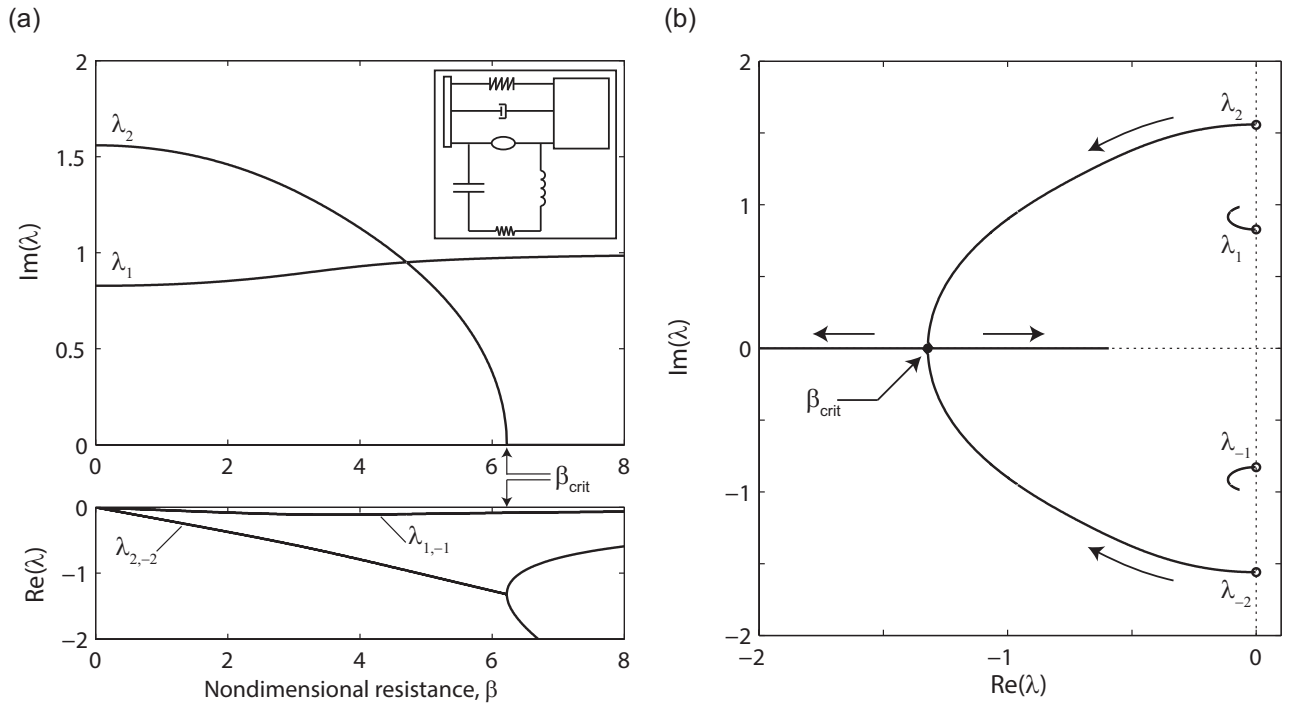 (a)
(b)
2
1.5
1
0.5
0
Im(λ)
λ₂
λ₁
0 2 4 6 8
β_crit
0
−1
−2
Re(λ)
λ₂,₋₂
λ₁,₋₁
0 2 4 6 8
Nondimensional resistance, β
2
1
0
−1
−2
Im(λ)
λ₂
λ₁
β_crit
λ₋₁
λ₋₂
−2 −1 0
Re(λ)